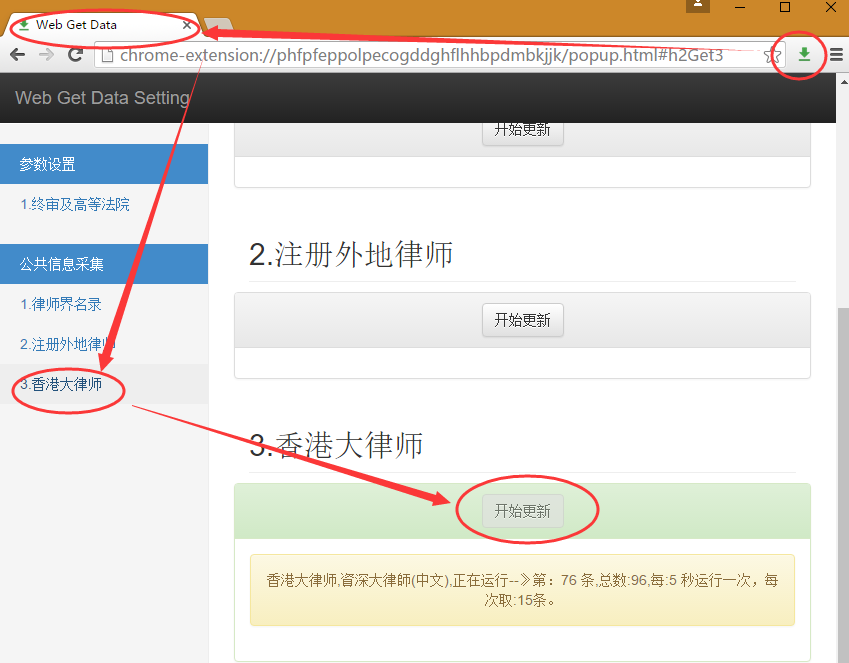 Web Get Data
chrome-extension://phfpfeppolpecogddghflhhbpdmbkjjk/popup.html#h2Get3
Web Get Data Setting
参数设置
1.终审及高等法院
公共信息采集
1.律师界名录
2.注册外地律师
3.香港大律师
开始更新
2.注册外地律师
开始更新
3.香港大律师
开始更新
香港大律师,資深大律師(中文),正在运行--》第：76 条,总数:96,每:5 秒运行一次，每
次取:15条。